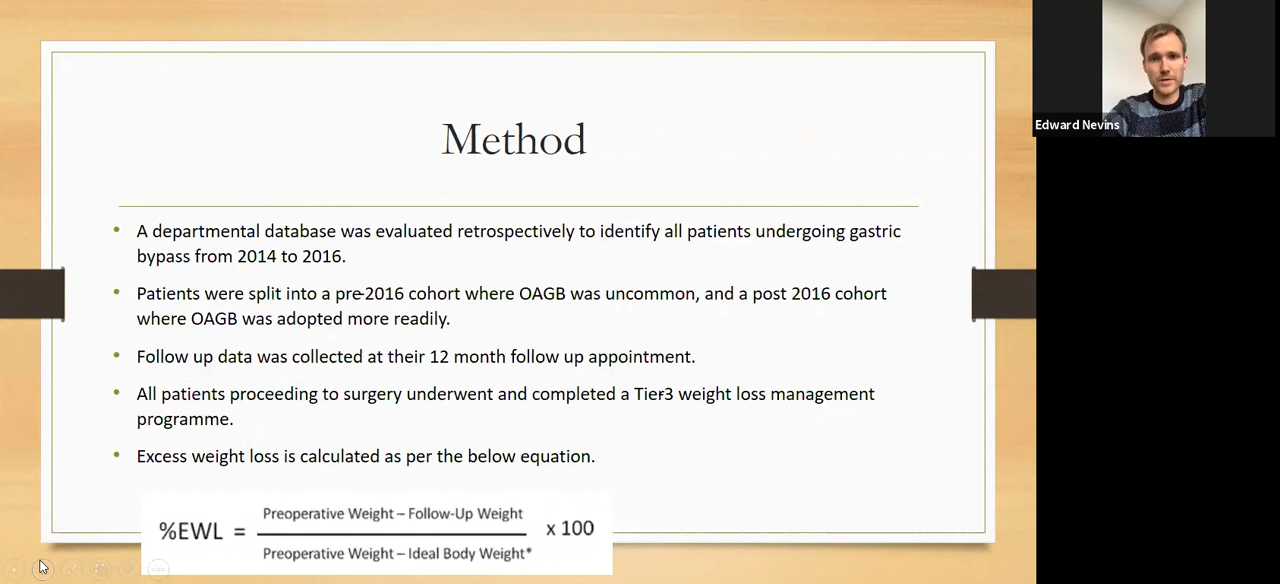 Edward Nevins
Method
• A departmental database was evaluated retrospectively to identify all patients undergoing gastric
bypass from 2014 to 2016.
• Patients were split into a pre-2016 cohort where OAGB was uncommon, and a post 2016 cohort
where OAGB was adopted more readily.
• Follow up data was collected at their 12 month follow up appointment.
• All patients proceeding to surgery underwent and completed a Tier-3 weight loss management
programme.
• Excess weight loss is calculated as per the below equation.
Preoperative Weight – Follow-Up Weight
%EWL = x 100
Preoperative Weight – Ideal Body Weight*